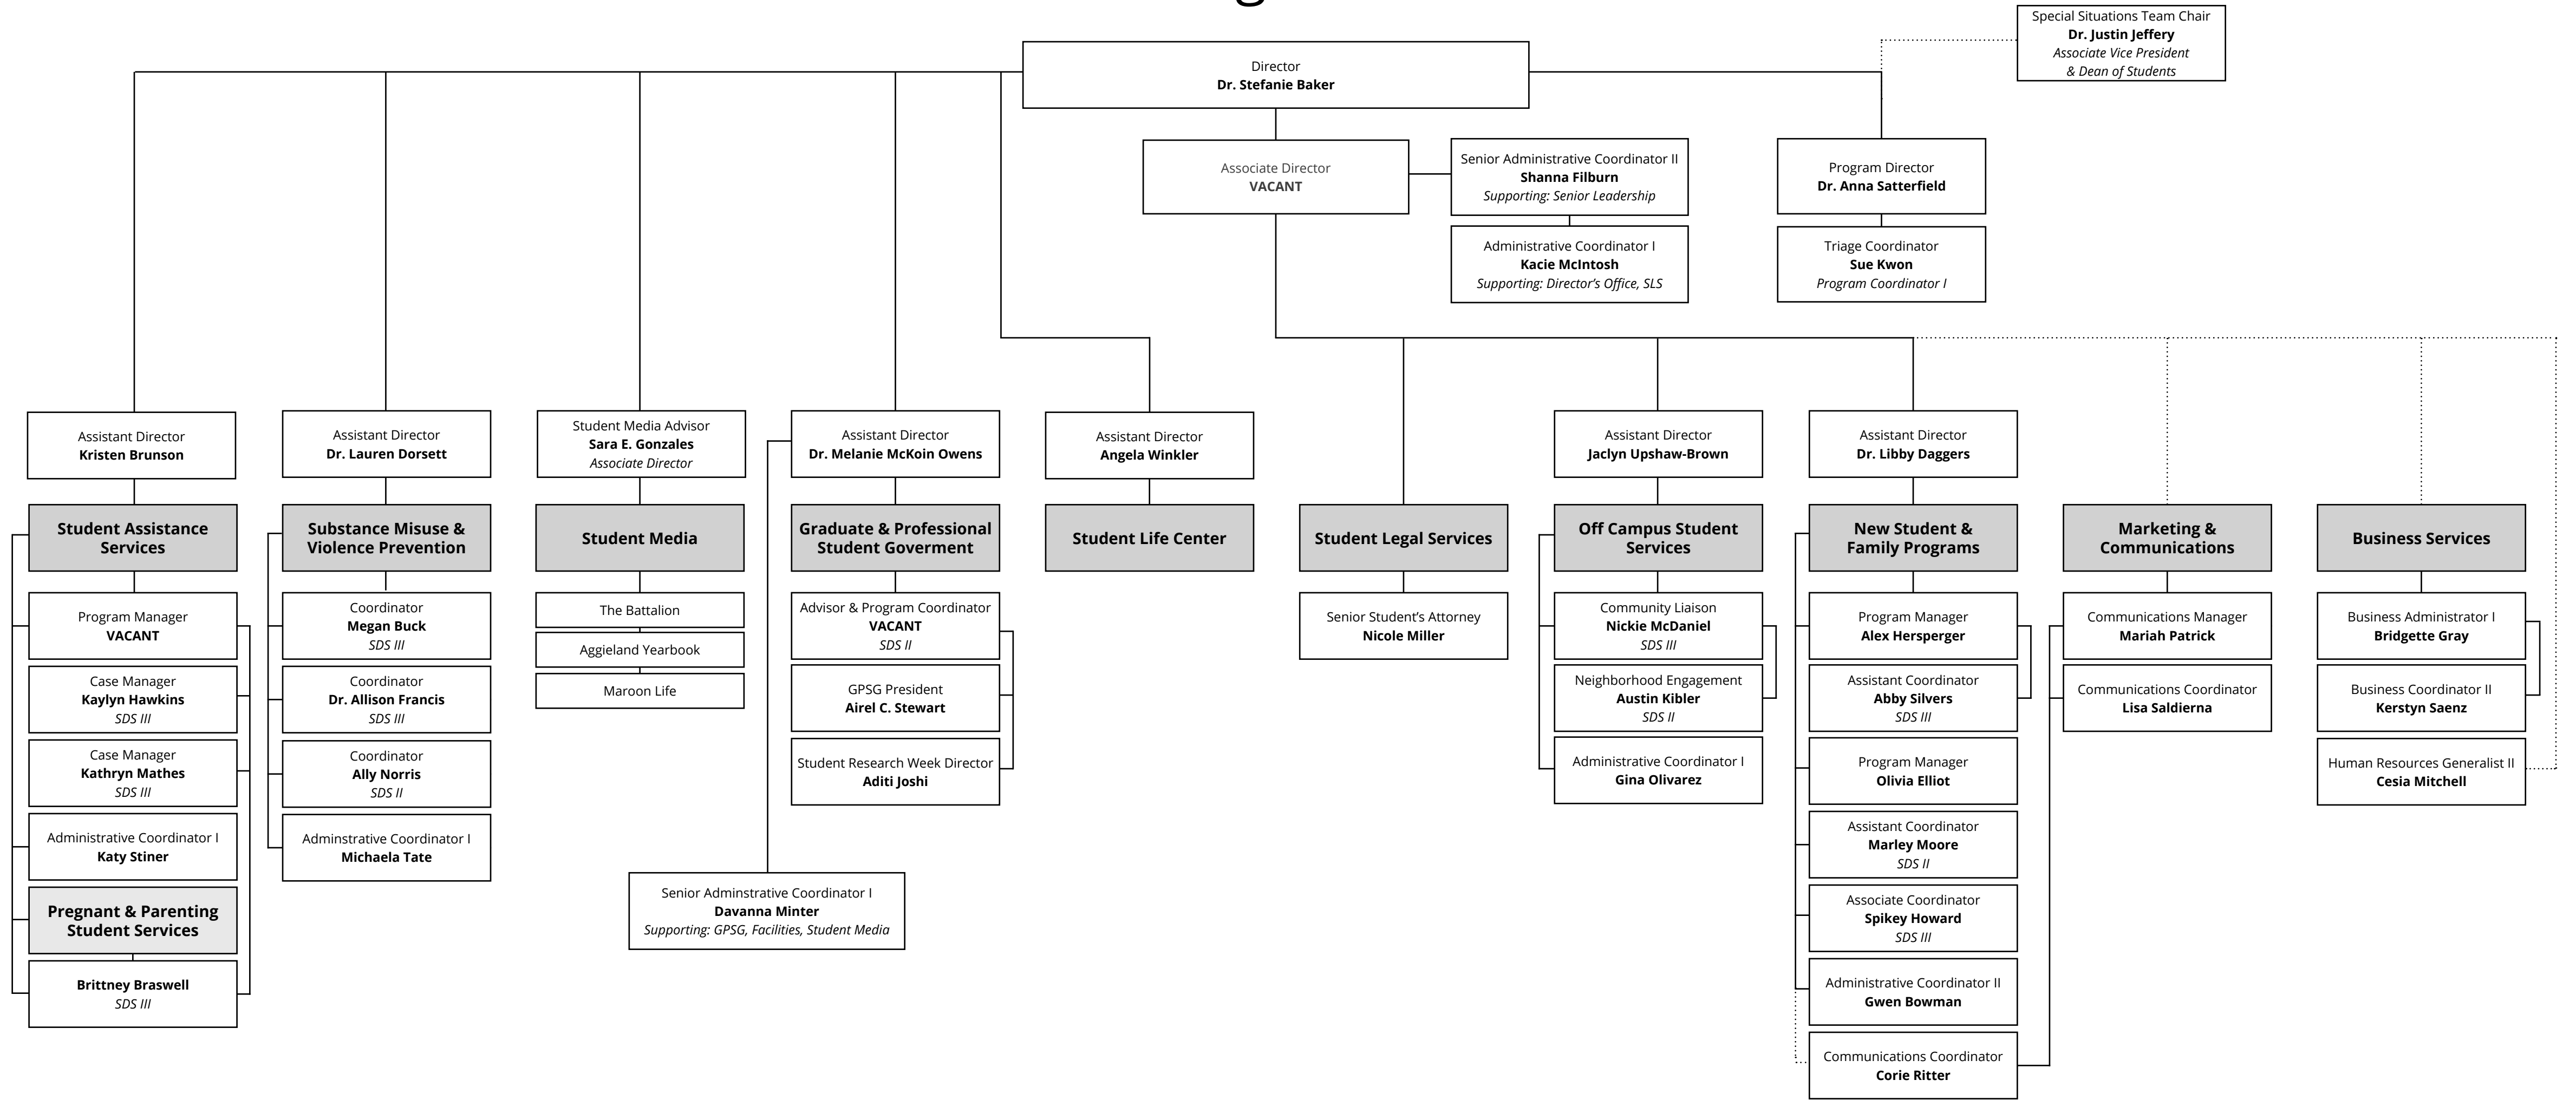 Special Situations Team Chair
Dr. Justin Jeffery
Associate Vice President
& Dean of Students
Director
Dr. Stefanie Baker
Associate Director
VACANT
Senior Administrative Coordinator II
Shanna Filburn
Supporting: Senior Leadership
Program Director
Dr. Anna Satterfield
Administrative Coordinator I
Kacie McIntosh
Supporting: Director's Office, SLS
Triage Coordinator
Sue Kwon
Program Coordinator I
Assistant Director
Kristen Brunson
Student Assistance
Services
Program Manager
VACANT
Case Manager
Kaylyn Hawkins
SDS III
Case Manager
Kathryn Mathes
SDS III
Administrative Coordinator I
Katy Stiner
Pregnant & Parenting
Student Services
Brittney Braswell
SDS III
Assistant Director
Dr. Lauren Dorsett
Substance Misuse &
Violence Prevention
Coordinator
Megan Buck
SDS III
Coordinator
Dr. Allison Francis
SDS III
Coordinator
Ally Norris
SDS II
Adminstrative Coordinator I
Michaela Tate
Student Media Advisor
Sara E. Gonzales
Associate Director
Student Media
The Battalion
Aggieland Yearbook
Maroon Life
Assistant Director
Dr. Melanie McKoin Owens
Graduate & Professional
Student Goverment
Advisor & Program Coordinator
VACANT
SDS II
GPSG President
Airel C. Stewart
Student Research Week Director
Aditi Joshi
Senior Adminstrative Coordinator I
Davanna Minter
Supporting: GPSG, Facilities, Student Media
Assistant Director
Angela Winkler
Student Life Center
Student Legal Services
Senior Student's Attorney
Nicole Miller
Assistant Director
Jaclyn Upshaw-Brown
Off Campus Student
Services
Community Liaison
Nickie McDaniel
SDS III
Neighborhood Engagement
Austin Kibler
SDS II
Administrative Coordinator I
Gina Olivarez
Assistant Director
Dr. Libby Daggers
New Student &
Family Programs
Program Manager
Alex Hersperger
Assistant Coordinator
Abby Silvers
SDS III
Program Manager
Olivia Elliot
Assistant Coordinator
Marley Moore
SDS II
Associate Coordinator
Spikey Howard
SDS III
Administrative Coordinator II
Gwen Bowman
Communications Coordinator
Corie Ritter
Marketing &
Communications
Communications Manager
Mariah Patrick
Communications Coordinator
Lisa Saldierna
Business Services
Business Administrator I
Bridgette Gray
Business Coordinator II
Kerstyn Saenz
Human Resources Generalist II
Cesia Mitchell